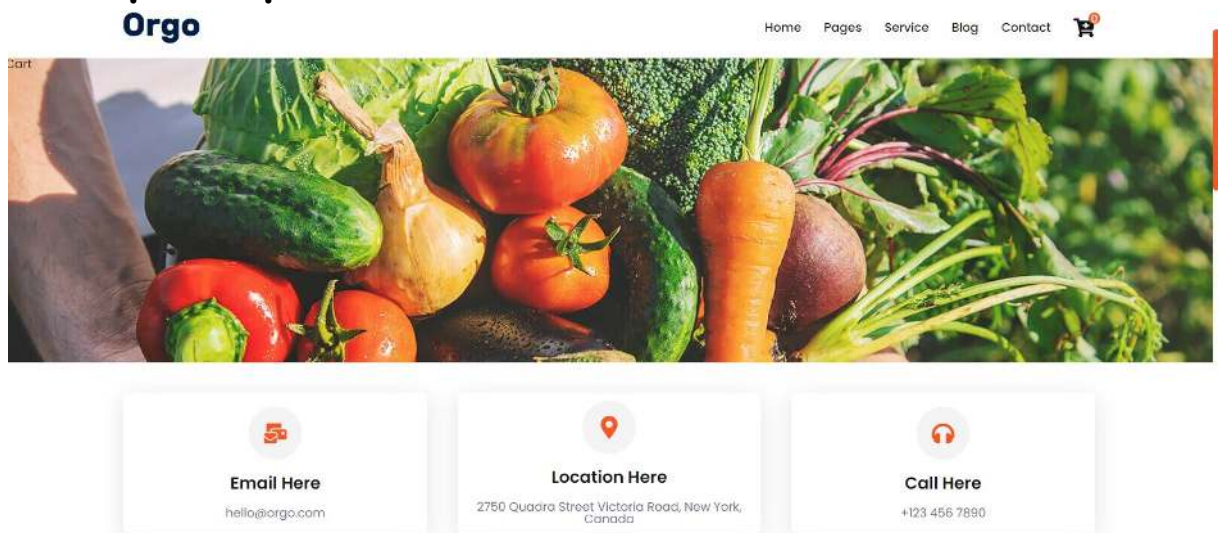 Orgo
Home Pages Service Blog Contact 0
Cart
Email Here
hello@orgo.com
Location Here
2750 Quadra Street Victoria Road, New York,
Canada
Call Here
+123 456 7890